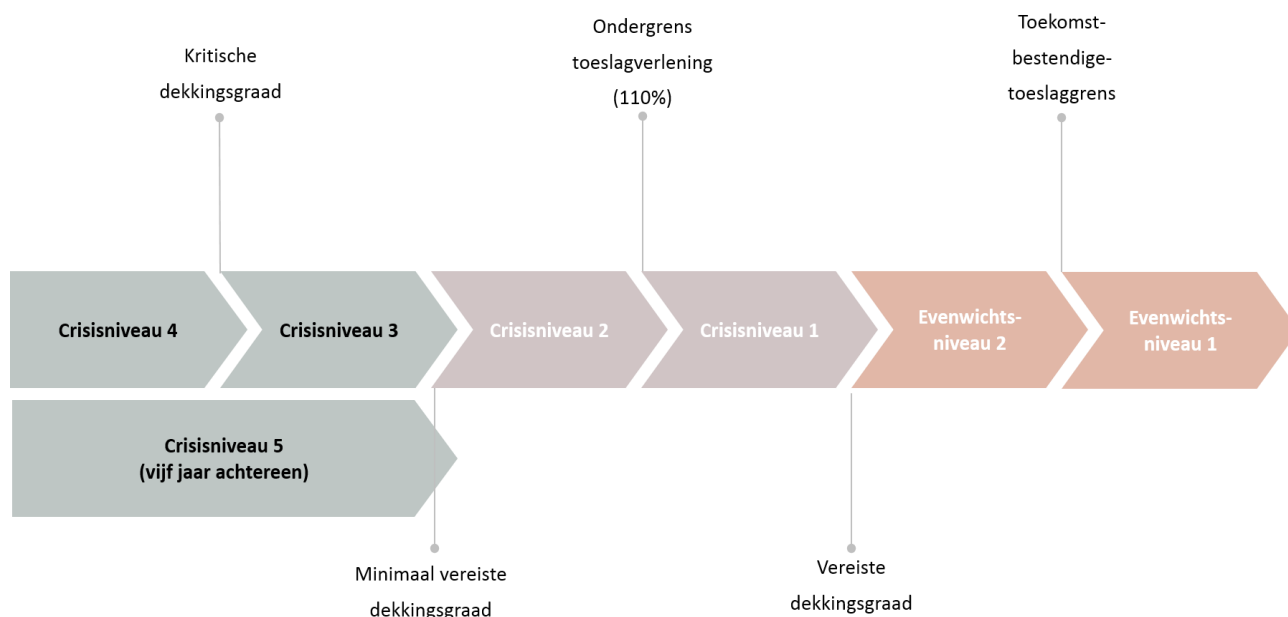 Kritische
dekkingsgraad
Ondergrens
toeslagverlening
(110%)
Toekomst-
bestendige-
toeslaggrens
Crisisniveau 4
Crisisniveau 3
Crisisniveau 2
Crisisniveau 1
Evenwichts-
niveau 2
Evenwichts-
niveau 1
Crisisniveau 5
(vijf jaar achtereen)
Minimaal vereiste
dekkingsgraad
Vereiste
dekkingsgraad